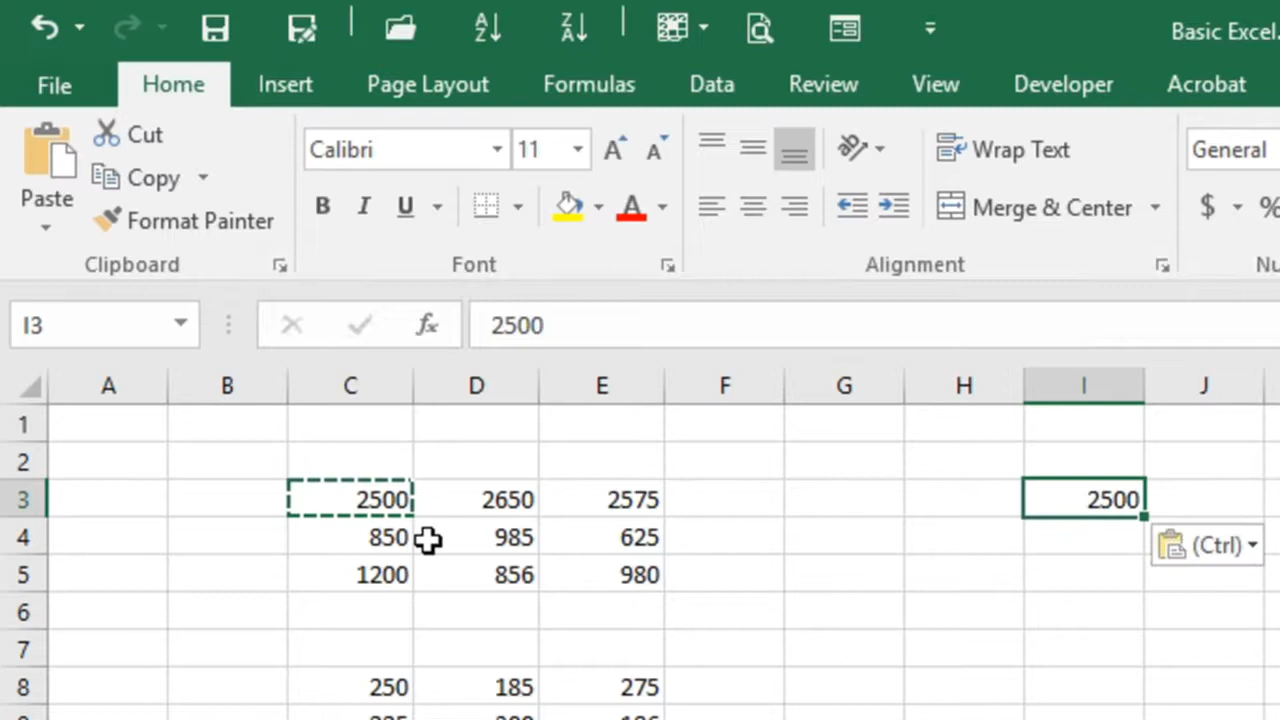 A Z
Z A
Basic Excel.
File Home Insert Page Layout Formulas Data Review View Developer Acrobat
Paste
Cut
Copy
Format Painter
Clipboard
Calibri 11 A A
B I U A
Font
ab
Wrap Text
Merge & Center
Alignment
General
$ %
I3
fx
2500
A B C D E F G H I J
1
2
3 2500 2650 2575 2500
4 850 985 625
(Ctrl)
5 1200 856 980
6
7
8 250 185 275